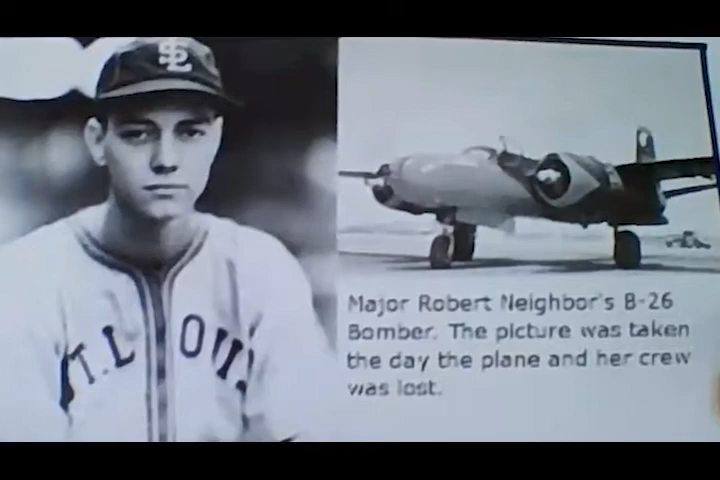 STL
ST. LOUIS
Major Robert Neighbor's B-26
Bomber. The picture was taken
the day the plane and her crew
was lost.